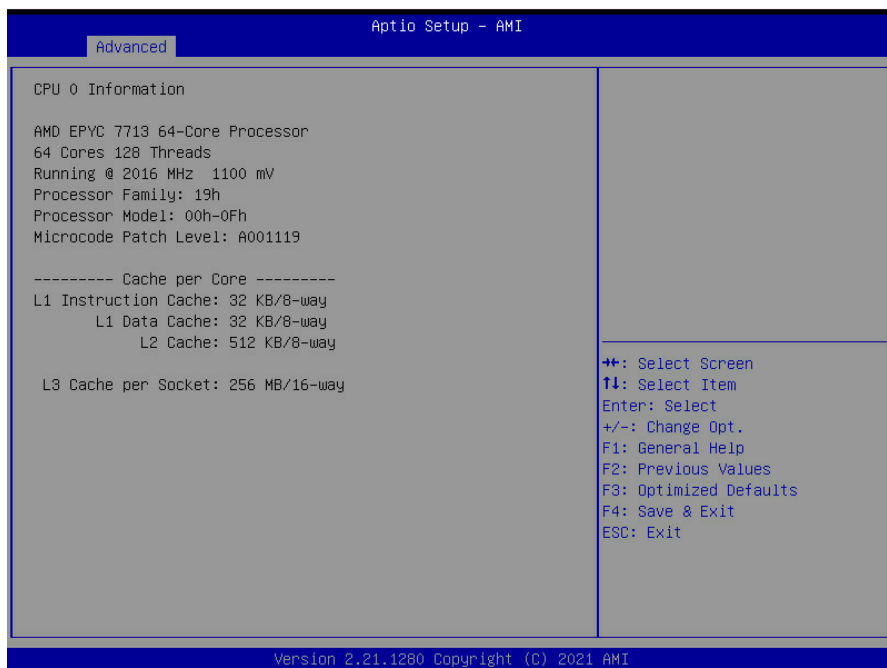 Aptio Setup – AMI
Advanced
CPU 0 Information
AMD EPYC 7713 64-Core Processor
64 Cores 128 Threads
Running @ 2016 MHz  1100 mV
Processor Family: 19h
Processor Model: 00h-0Fh
Microcode Patch Level: A001119
--------- Cache per Core ---------
L1 Instruction Cache: 32 KB/8-way
L1 Data Cache: 32 KB/8-way
L2 Cache: 512 KB/8-way
L3 Cache per Socket: 256 MB/16-way
→←: Select Screen
↑↓: Select Item
Enter: Select
+/-: Change Opt.
F1: General Help
F2: Previous Values
F3: Optimized Defaults
F4: Save & Exit
ESC: Exit
Version 2.21.1280 Copyright (C) 2021 AMI